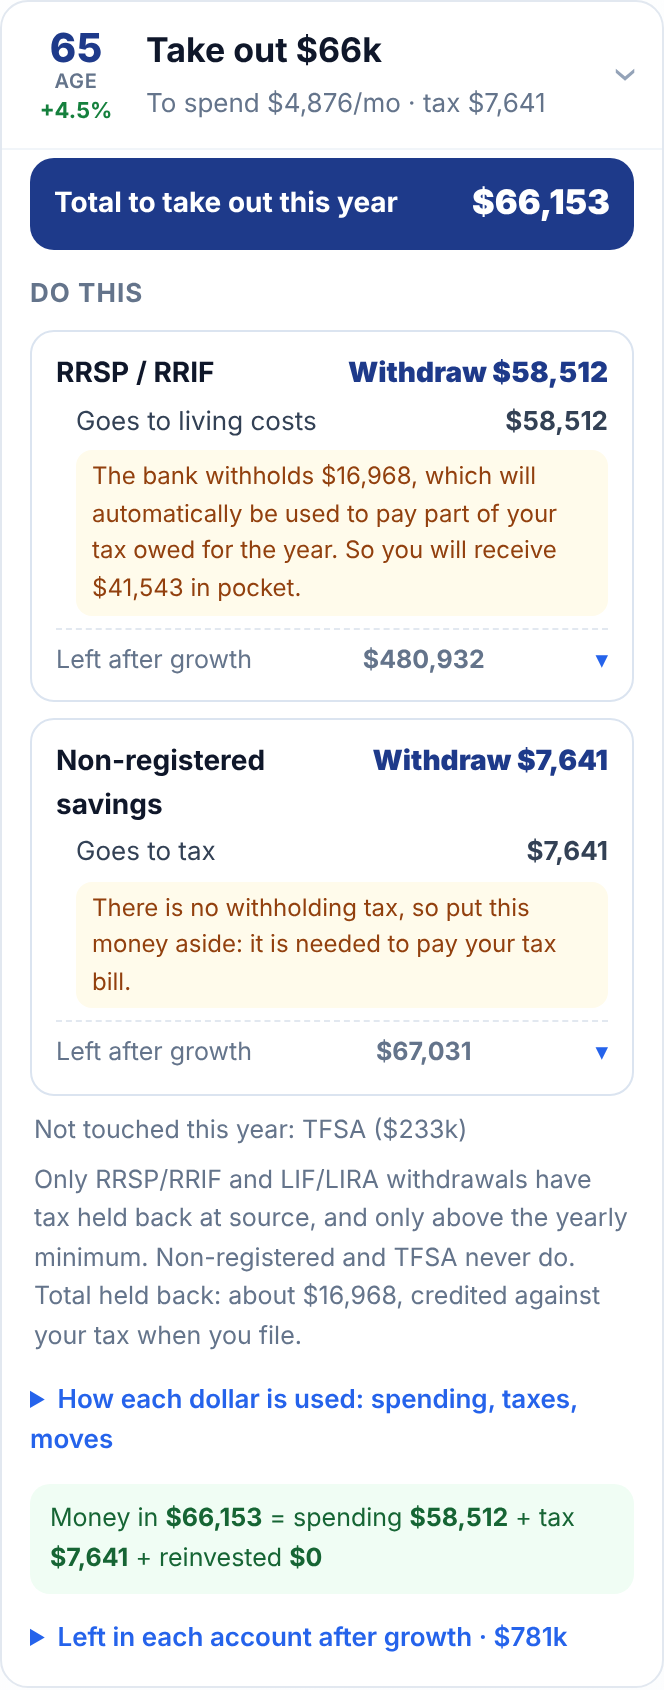 65
AGE
+4.5%
Take out $66k
To spend $4,876/mo · tax $7,641
Total to take out this year $66,153
DO THIS
RRSP / RRIF Withdraw $58,512
Goes to living costs $58,512
The bank withholds $16,968, which will
automatically be used to pay part of your
tax owed for the year. So you will receive
$41,543 in pocket.
Left after growth $480,932 ▼
Non-registered Withdraw $7,641
savings
Goes to tax $7,641
There is no withholding tax, so put this
money aside: it is needed to pay your tax
bill.
Left after growth $67,031 ▼
Not touched this year: TFSA ($233k)
Only RRSP/RRIF and LIF/LIRA withdrawals have
tax held back at source, and only above the yearly
minimum. Non-registered and TFSA never do.
Total held back: about $16,968, credited against
your tax when you file.
▶ How each dollar is used: spending, taxes,
moves
Money in $66,153 = spending $58,512 + tax
$7,641 + reinvested $0
▶ Left in each account after growth · $781k